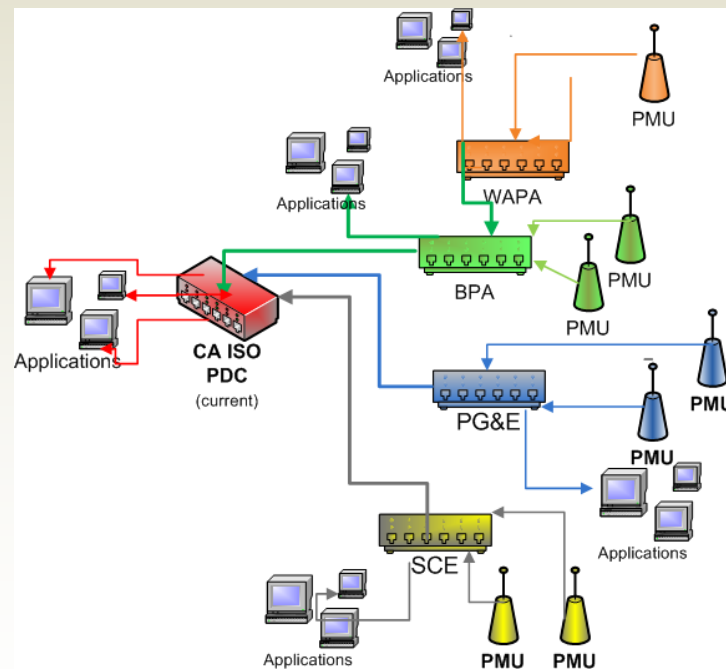 Applications
PMU
WAPA
Applications
BPA
PMU
PMU
Applications
CA ISO
PDC
(current)
PG&E
PMU
PMU
Applications
SCE
Applications
PMU
PMU